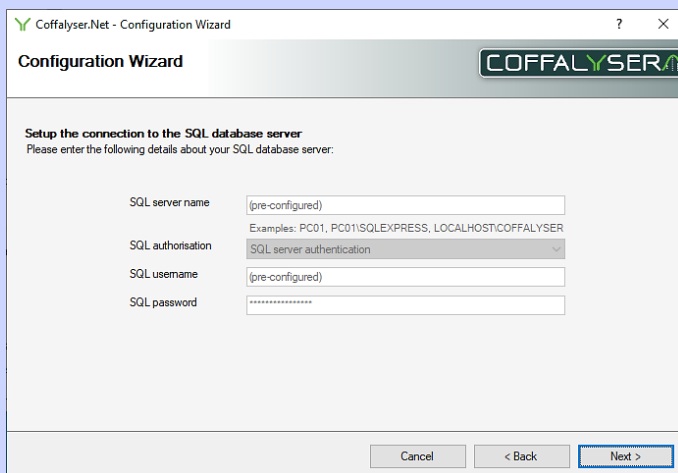 Coffalyser.Net - Configuration Wizard
Configuration Wizard
COFFALYSER
Setup the connection to the SQL database server
Please enter the following details about your SQL database server:
SQL server name (pre-configured)
Examples: PC01, PC01\SQLEXPRESS, LOCALHOST\COFFALYSER
SQL authorisation SQL server authentication
SQL username (pre-configured)
SQL password ****************
Cancel < Back Next >